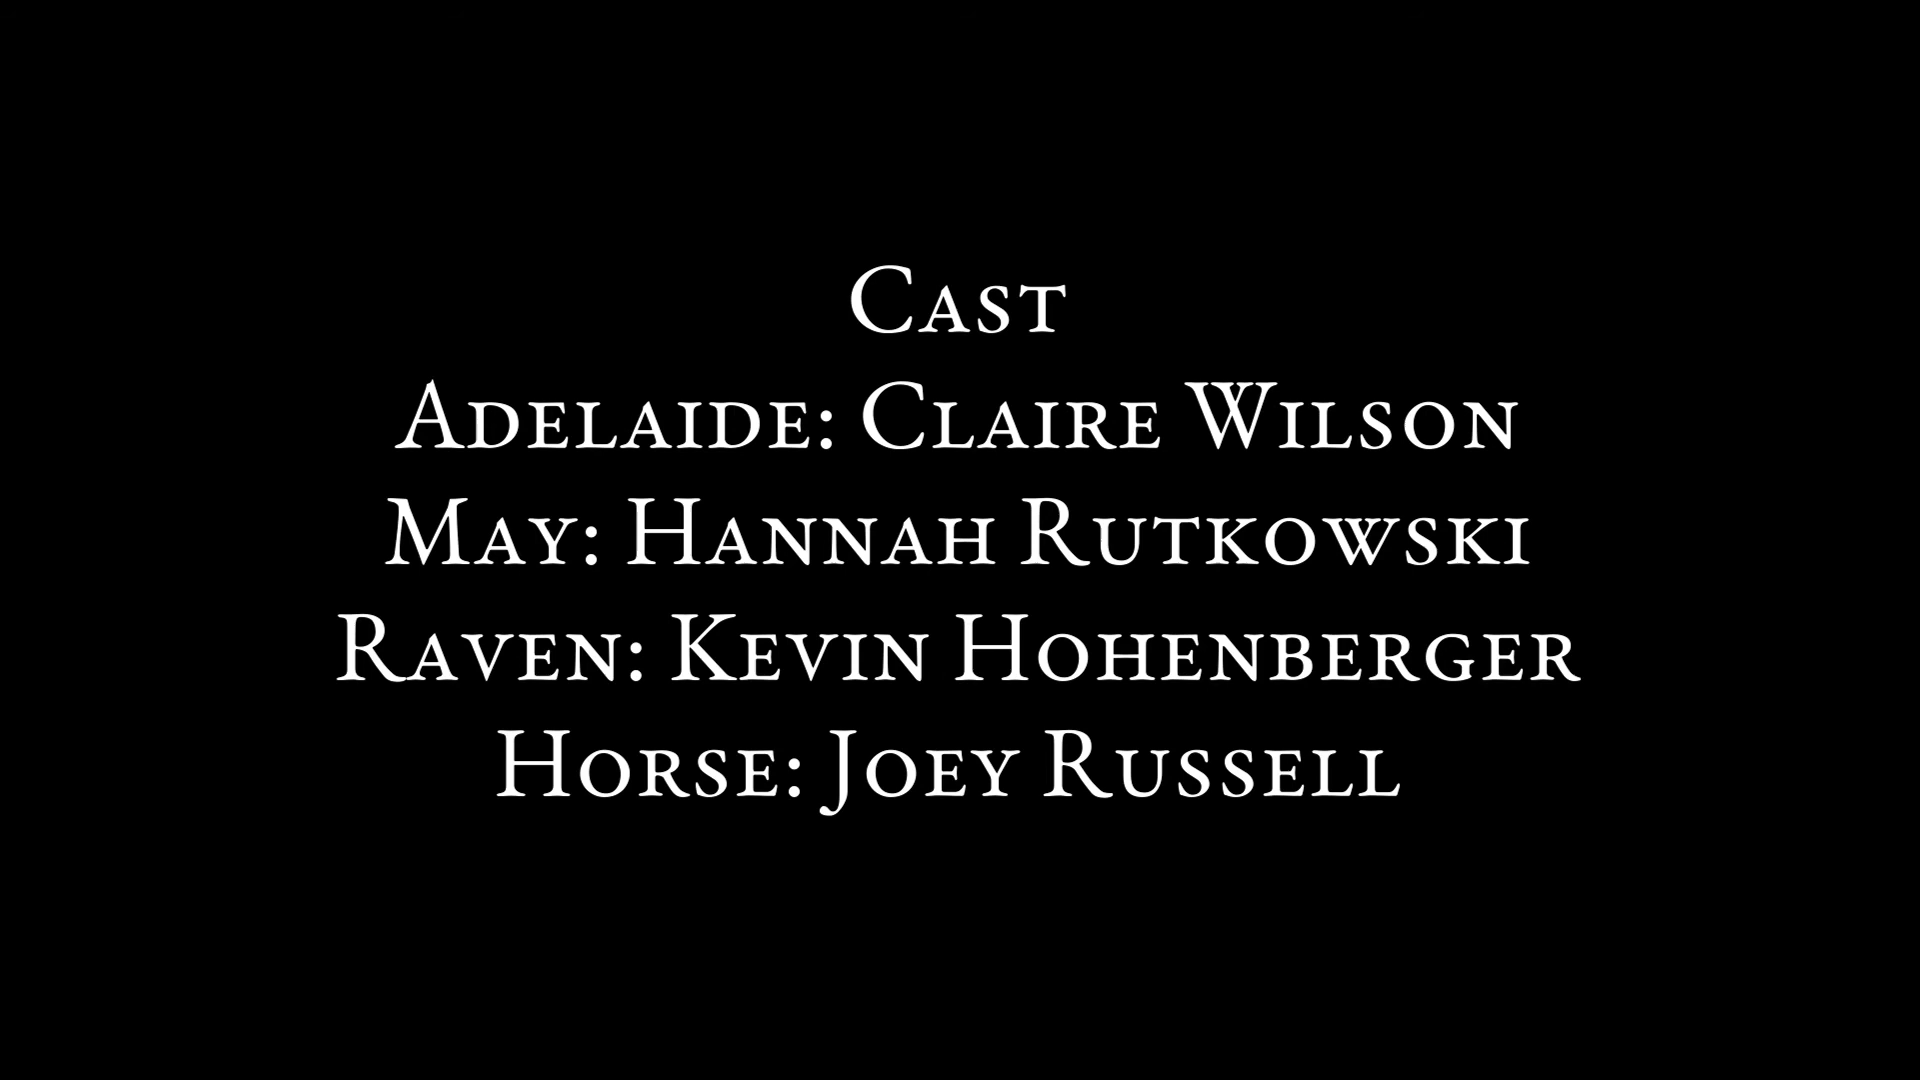 Cast
Adelaide: Claire Wilson
May: Hannah Rutkowski
Raven: Kevin Hohenberger
Horse: Joey Russell